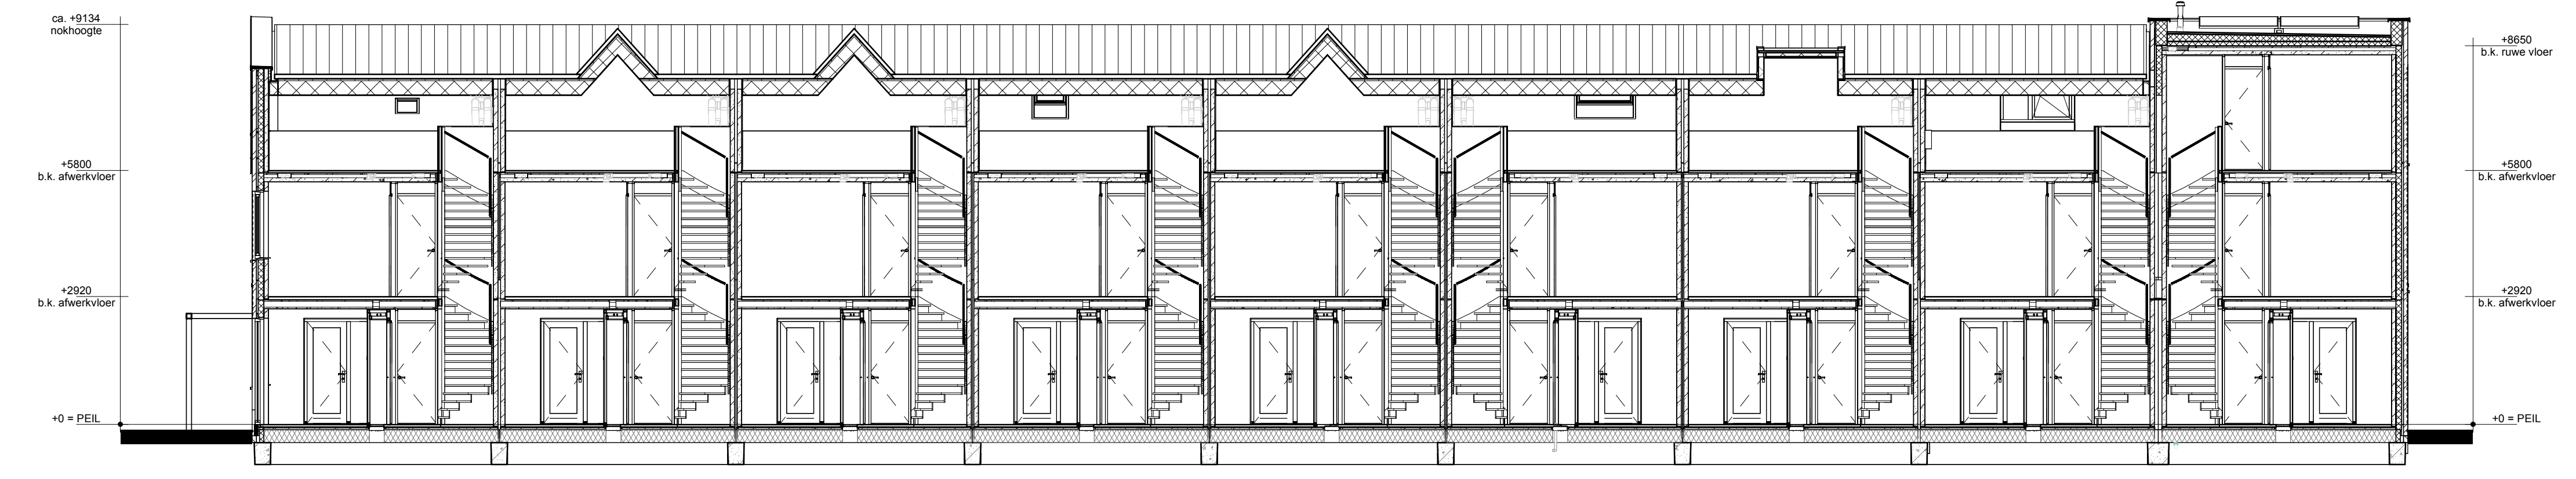 ca. +9134
nokhoogte
+5800
b.k. afwerkvloer
+2920
b.k. afwerkvloer
+0 = PEIL
+8650
b.k. ruwe vloer
+5800
b.k. afwerkvloer
+2920
b.k. afwerkvloer
+0 = PEIL